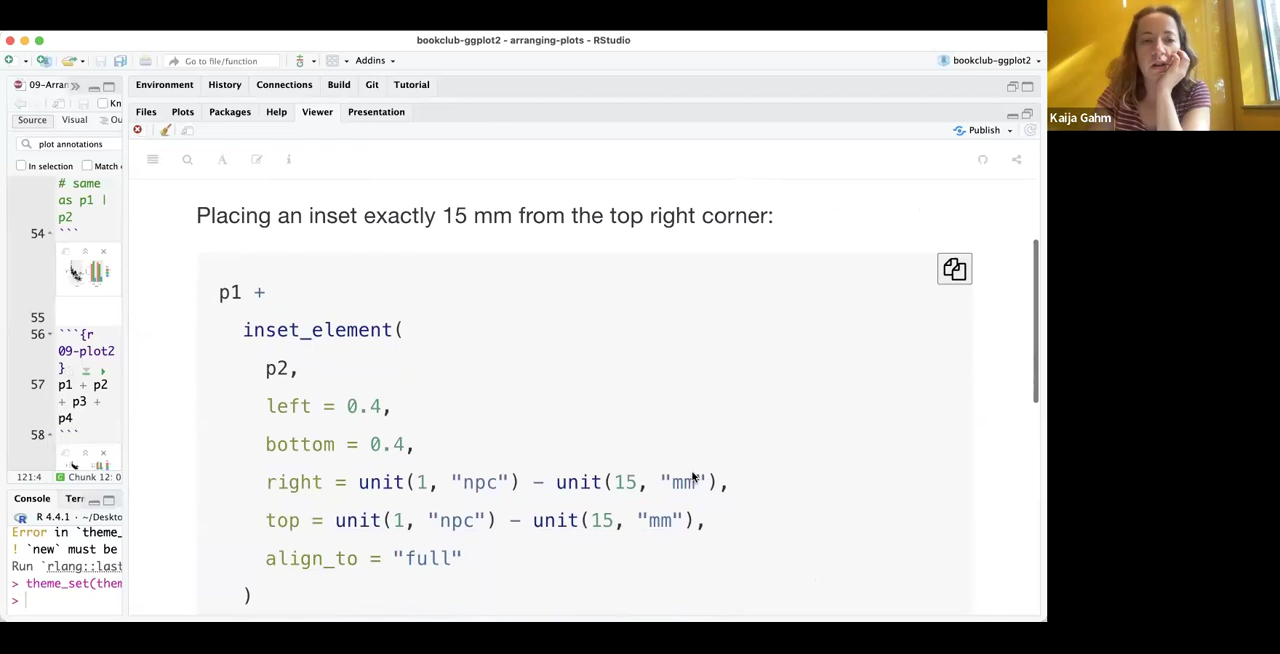 bookclub-ggplot2 - arranging-plots - RStudio
Go to file/function
Addins
bookclub-ggplot2
09-Arran
Environment History Connections Build Git Tutorial
Kn
Files Plots Packages Help Viewer Presentation
Source Visual Ou
Publish
plot annotations
In selection Match
# same
as p1 |
p2
54 ```
55
56 ```{r
09-plot2
}
57 p1 + p2
+ p3 +
p4
58 ```
121:4 Chunk 12: 0
Console Terr
R 4.4.1 · ~/Deskto
Error in `theme_
! `new` must be
Run `rlang::last
> theme_set(them
>
Placing an inset exactly 15 mm from the top right corner:
p1 +
inset_element(
p2,
left = 0.4,
bottom = 0.4,
right = unit(1, "npc") - unit(15, "mm"),
top = unit(1, "npc") - unit(15, "mm"),
align_to = "full"
)
Kaija Gahm